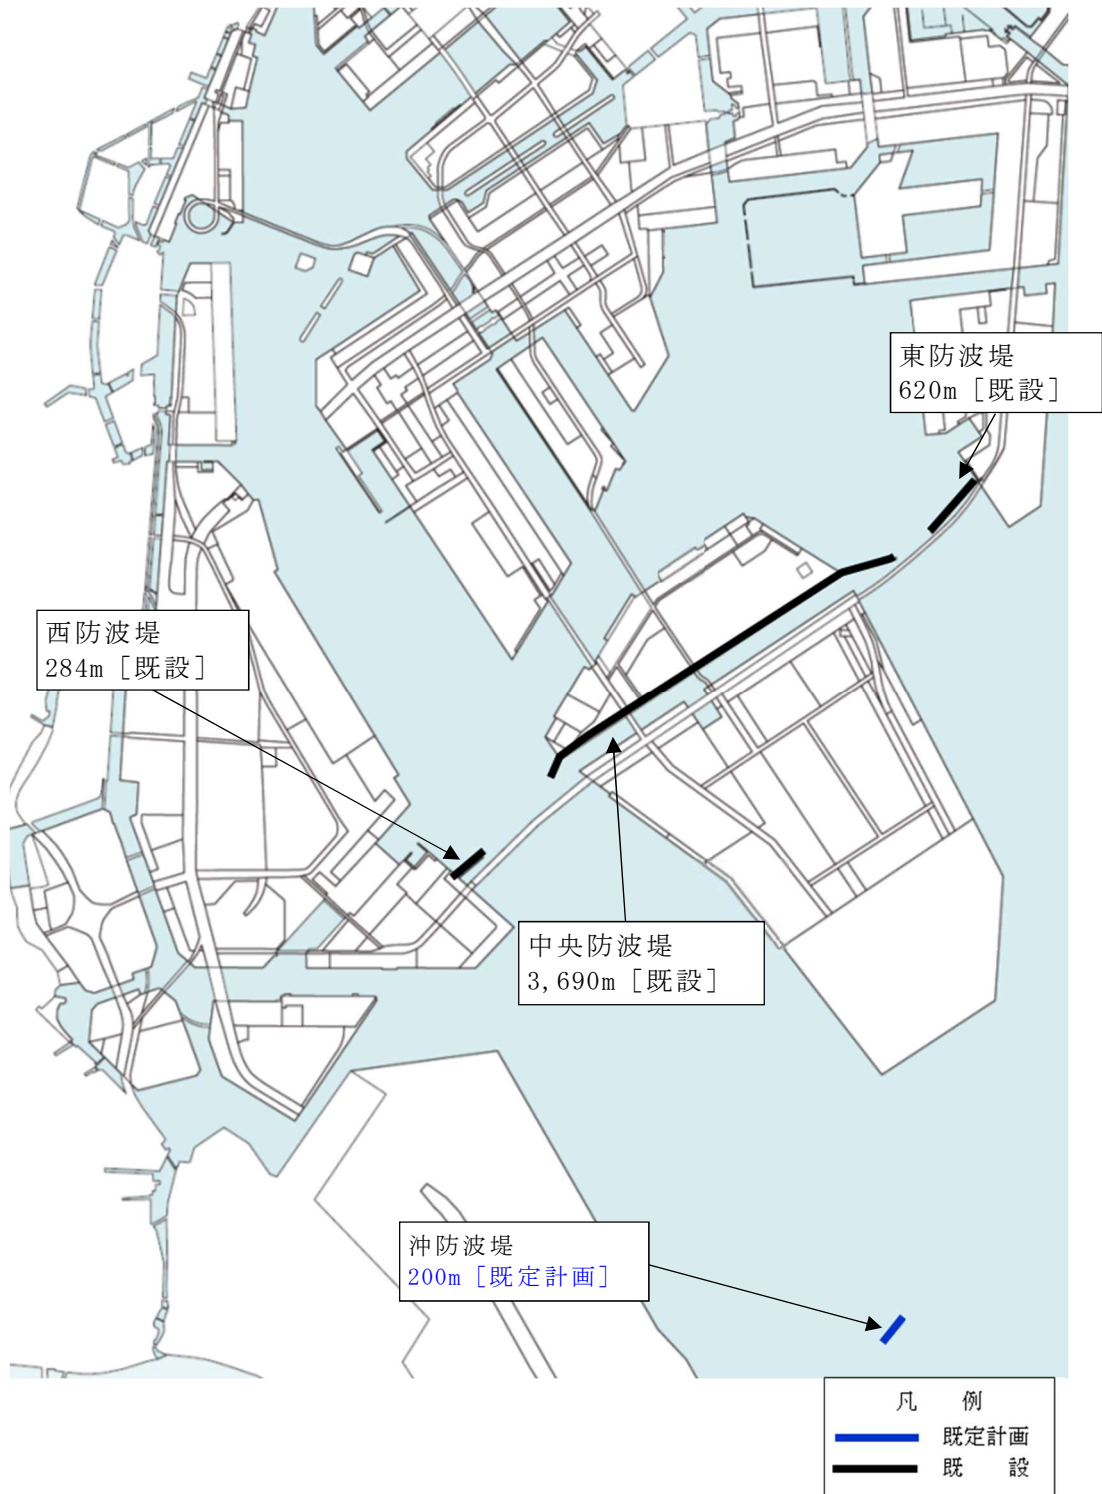 東防波堤
620m［既設］
西防波堤
284m［既設］
中央防波堤
3,690m［既設］
沖防波堤
200m［既定計画］
凡　例
既定計画
既　設